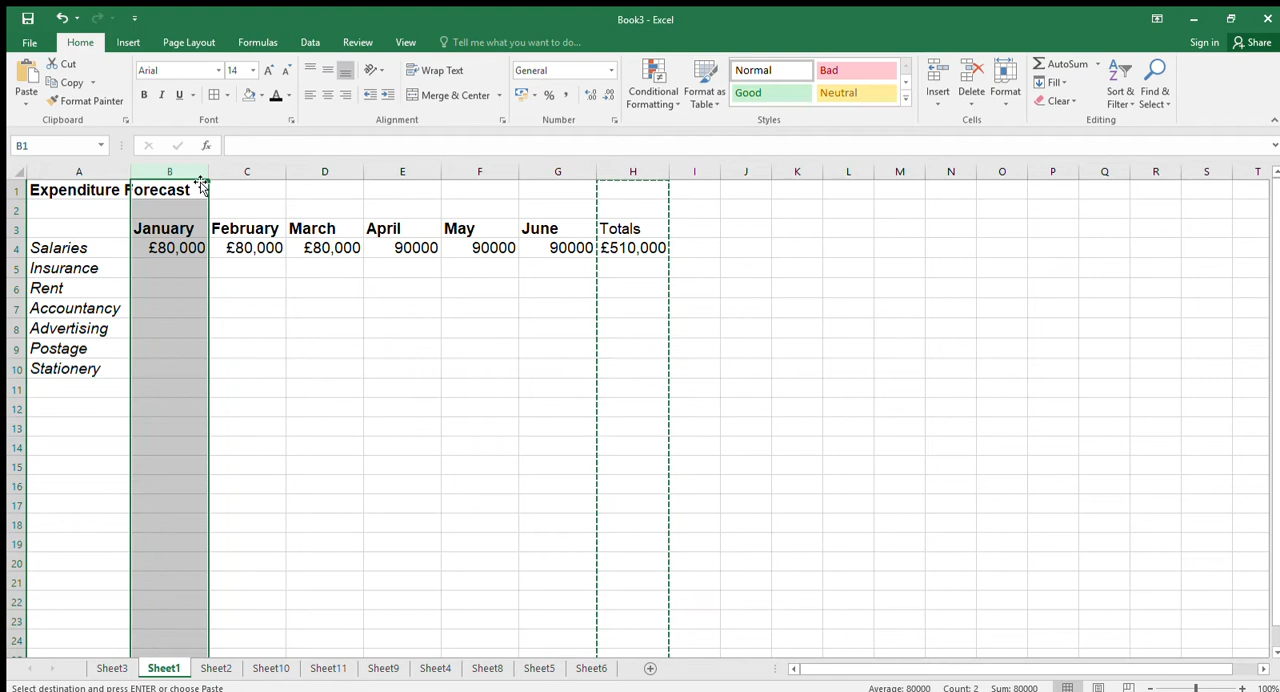 Book3 - Excel
File Home Insert Page Layout Formulas Data Review View Tell me what you want to do... Sign in Share
Paste
Cut
Copy
Format Painter
Clipboard
Arial 14
B I U
Font
Wrap Text
Merge & Center
Alignment
General
Number
Conditional Formatting
Format as Table
Normal Bad
Good Neutral
Styles
Insert Delete Format
Cells
AutoSum
Fill
Clear
Sort & Filter
Find & Select
Editing
B1 fx
A B C D E F G H I J K L M N O P Q R S T
1 Expenditure Forecast
2
3 January February March April May June Totals
4 Salaries £80,000 £80,000 £80,000 90000 90000 90000 £510,000
5 Insurance
6 Rent
7 Accountancy
8 Advertising
9 Postage
10 Stationery
11
12
13
14
15
16
17
18
19
20
21
22
23
24
Sheet3 Sheet1 Sheet2 Sheet10 Sheet11 Sheet9 Sheet4 Sheet8 Sheet5 Sheet6
Select destination and press ENTER or choose Paste Average: 80000 Count: 2 Sum: 80000 100%